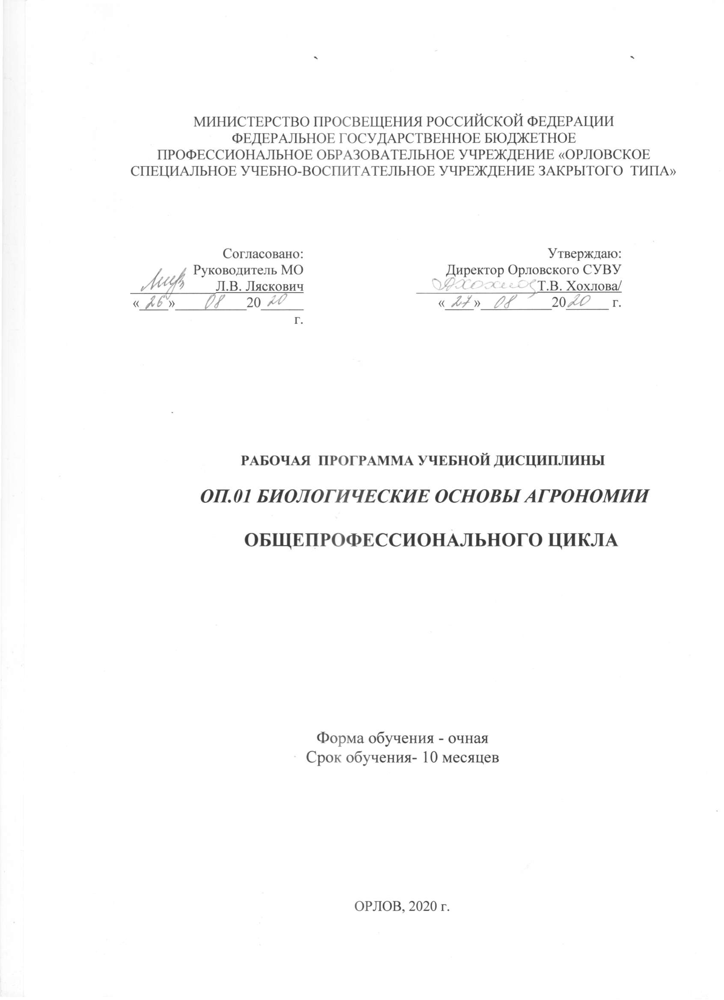 МИНИСТЕРСТВО ПРОСВЕЩЕНИЯ РОССИЙСКОЙ ФЕДЕРАЦИИ
ФЕДЕРАЛЬНОЕ ГОСУДАРСТВЕННОЕ БЮДЖЕТНОЕ
ПРОФЕССИОНАЛЬНОЕ ОБРАЗОВАТЕЛЬНОЕ УЧРЕЖДЕНИЕ «ОРЛОВСКОЕ
СПЕЦИАЛЬНОЕ УЧЕБНО-ВОСПИТАТЕЛЬНОЕ УЧРЕЖДЕНИЕ ЗАКРЫТОГО ТИПА»
Согласовано:
Руководитель МО
Л.В. Ляскович
«26» 08 2020
г.
Утверждаю:
Директор Орловского СУВУ
Т.В. Хохлова/
«27» 08 2020 г.
РАБОЧАЯ ПРОГРАММА УЧЕБНОЙ ДИСЦИПЛИНЫ
ОП.01 БИОЛОГИЧЕСКИЕ ОСНОВЫ АГРОНОМИИ
ОБЩЕПРОФЕССИОНАЛЬНОГО ЦИКЛА
Форма обучения - очная
Срок обучения- 10 месяцев
ОРЛОВ, 2020 г.